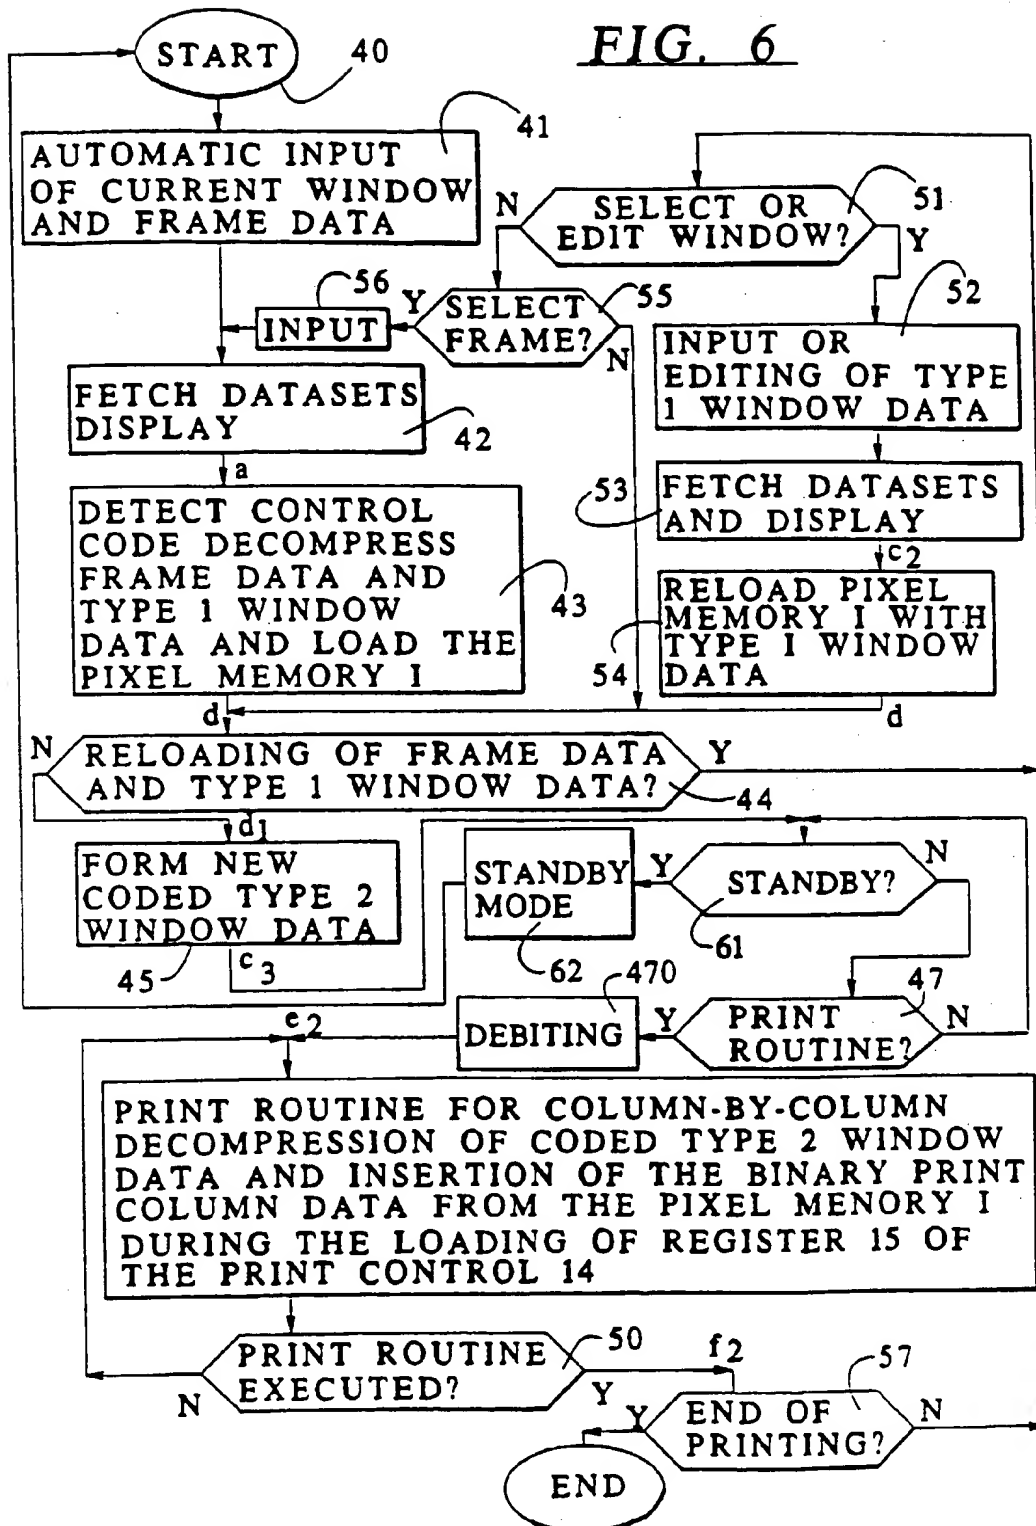 FIG. 6
START
40
AUTOMATIC INPUT
OF CURRENT WINDOW
AND FRAME DATA
41
SELECT OR
EDIT WINDOW?
51
N
Y
56
INPUT
Y
SELECT
FRAME?
55
N
52
INPUT OR
EDITING OF TYPE
1 WINDOW DATA
FETCH DATASETS
DISPLAY
42
a
53
FETCH DATASETS
AND DISPLAY
c2
DETECT CONTROL
CODE DECOMPRESS
FRAME DATA AND
TYPE 1 WINDOW
DATA AND LOAD THE
PIXEL MEMORY I
43
RELOAD PIXEL
MEMORY I WITH
TYPE I WINDOW
DATA
54
d
d
N
RELOADING OF FRAME DATA
AND TYPE 1 WINDOW DATA?
Y
44
d1
FORM NEW
CODED TYPE 2
WINDOW DATA
45
c3
STANDBY
MODE
62
Y
STANDBY?
N
61
470
DEBITING
Y
PRINT
ROUTINE?
47
N
e2
PRINT ROUTINE FOR COLUMN-BY-COLUMN
DECOMPRESSION OF CODED TYPE 2 WINDOW
DATA AND INSERTION OF THE BINARY PRINT
COLUMN DATA FROM THE PIXEL MENORY I
DURING THE LOADING OF REGISTER 15 OF
THE PRINT CONTROL 14
PRINT ROUTINE
EXECUTED?
50
N
Y
f2
57
Y
END OF
PRINTING?
N
END